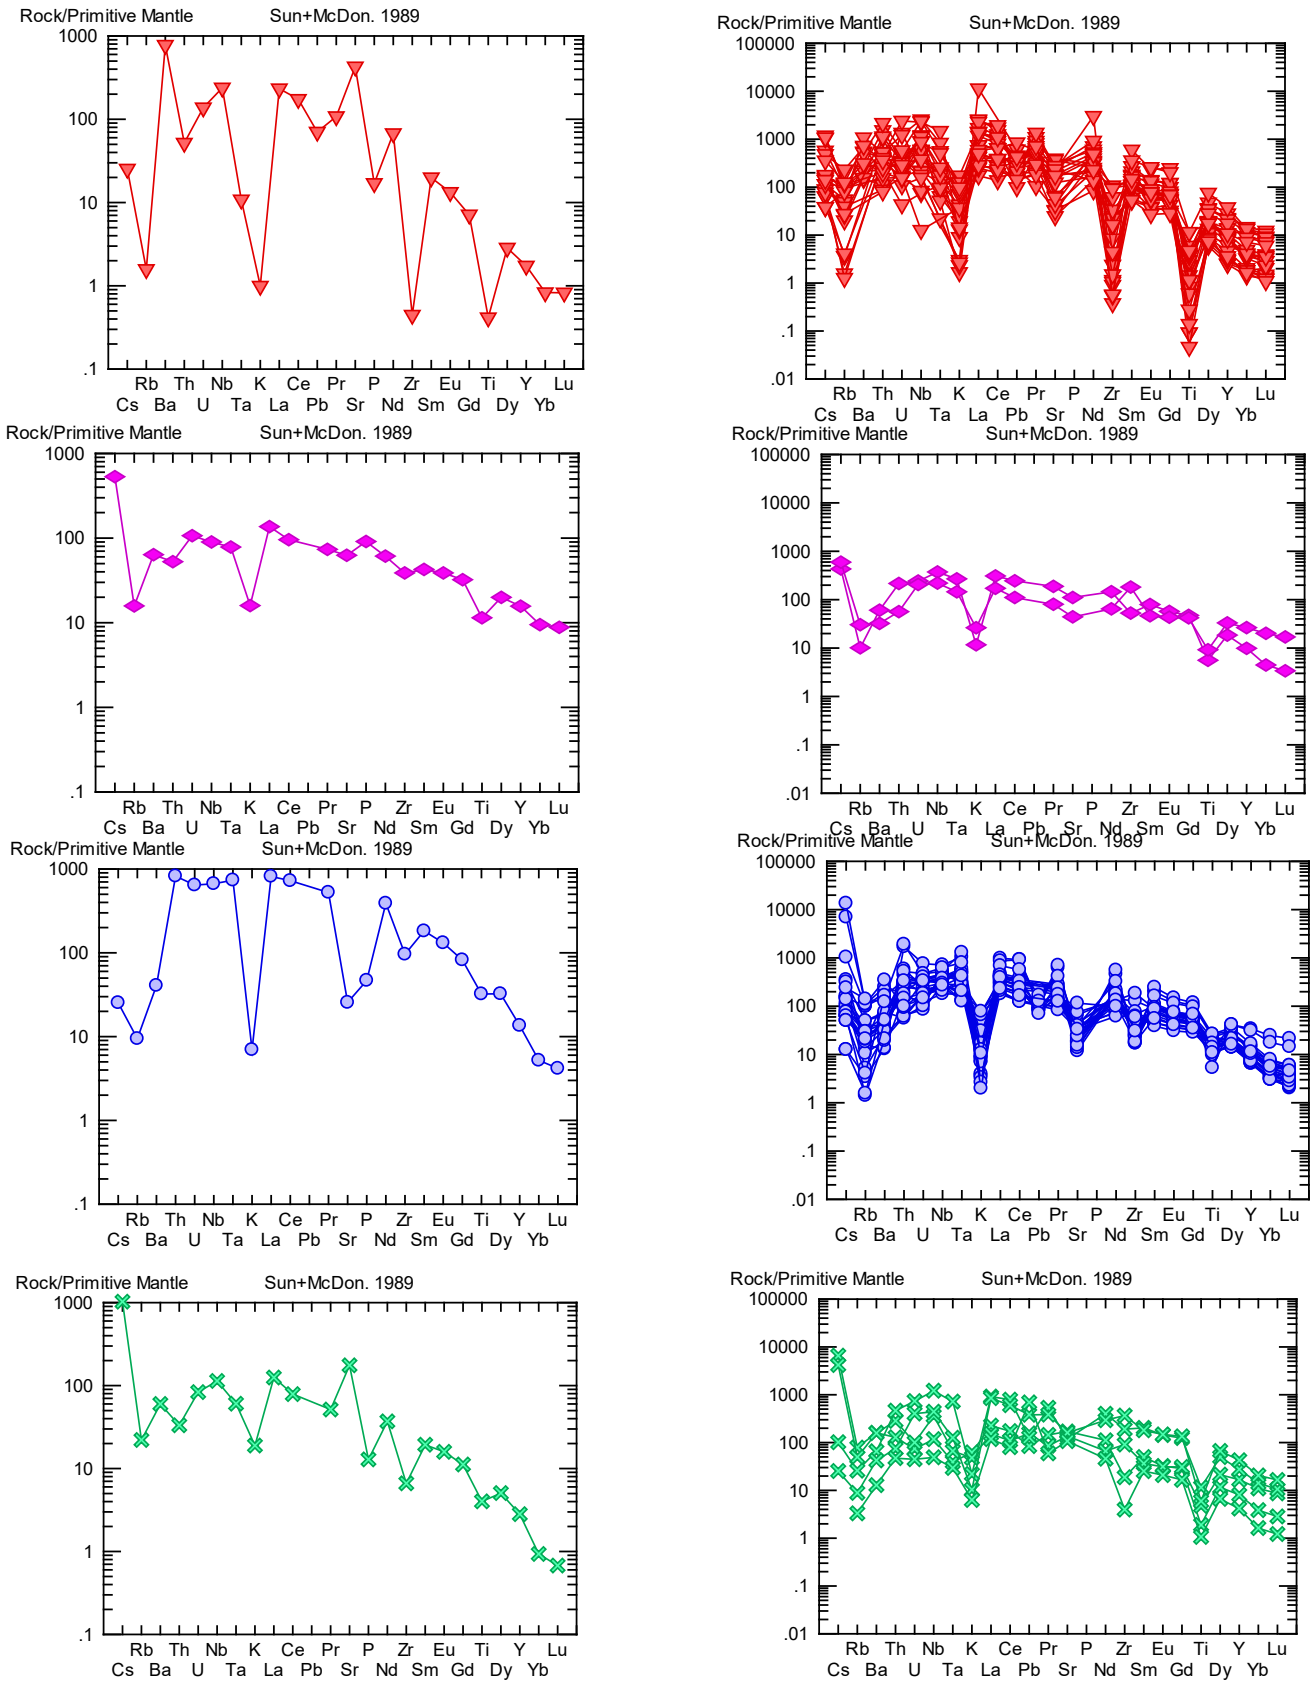 Rock/Primitive Mantle Sun+McDon. 1989
1000
100
10
1
.1
Rb Th Nb K Ce Pr P Zr Eu Ti Y Lu
Cs Ba U Ta La Pb Sr Nd Sm Gd Dy Yb
Rock/Primitive Mantle Sun+McDon. 1989
100000
10000
1000
100
10
1
.1
.01
Rb Th Nb K Ce Pr P Zr Eu Ti Y Lu
Cs Ba U Ta La Pb Sr Nd Sm Gd Dy Yb
Rock/Primitive Mantle Sun+McDon. 1989
1000
100
10
1
.1
Rb Th Nb K Ce Pr P Zr Eu Ti Y Lu
Cs Ba U Ta La Pb Sr Nd Sm Gd Dy Yb
Rock/Primitive Mantle Sun+McDon. 1989
100000
10000
1000
100
10
1
.1
.01
Rb Th Nb K Ce Pr P Zr Eu Ti Y Lu
Cs Ba U Ta La Pb Sr Nd Sm Gd Dy Yb
Rock/Primitive Mantle Sun+McDon. 1989
1000
100
10
1
.1
Rb Th Nb K Ce Pr P Zr Eu Ti Y Lu
Cs Ba U Ta La Pb Sr Nd Sm Gd Dy Yb
Rock/Primitive Mantle Sun+McDon. 1989
100000
10000
1000
100
10
1
.1
.01
Rb Th Nb K Ce Pr P Zr Eu Ti Y Lu
Cs Ba U Ta La Pb Sr Nd Sm Gd Dy Yb
Rock/Primitive Mantle Sun+McDon. 1989
1000
100
10
1
.1
Rb Th Nb K Ce Pr P Zr Eu Ti Y Lu
Cs Ba U Ta La Pb Sr Nd Sm Gd Dy Yb
Rock/Primitive Mantle Sun+McDon. 1989
100000
10000
1000
100
10
1
.1
.01
Rb Th Nb K Ce Pr P Zr Eu Ti Y Lu
Cs Ba U Ta La Pb Sr Nd Sm Gd Dy Yb